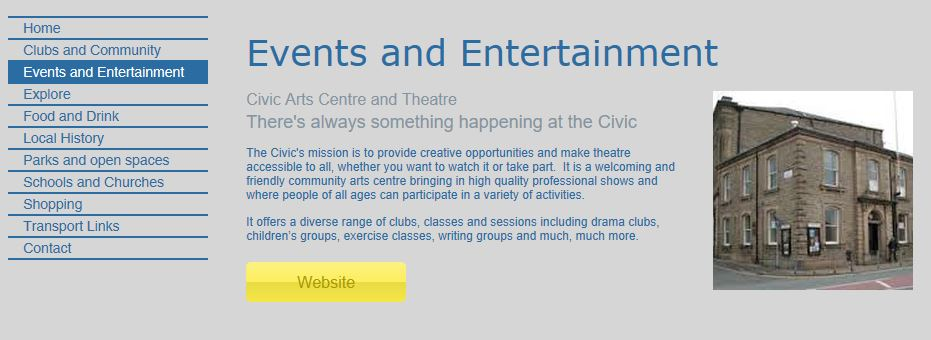 Home
Clubs and Community
Events and Entertainment
Explore
Food and Drink
Local History
Parks and open spaces
Schools and Churches
Shopping
Transport Links
Contact
Events and Entertainment
Civic Arts Centre and Theatre
There's always something happening at the Civic
The Civic's mission is to provide creative opportunities and make theatre
accessible to all, whether you want to watch it or take part.  It is a welcoming and
friendly community arts centre bringing in high quality professional shows and
where people of all ages can participate in a variety of activities.
It offers a diverse range of clubs, classes and sessions including drama clubs,
children's groups, exercise classes, writing groups and much, much more.
Website